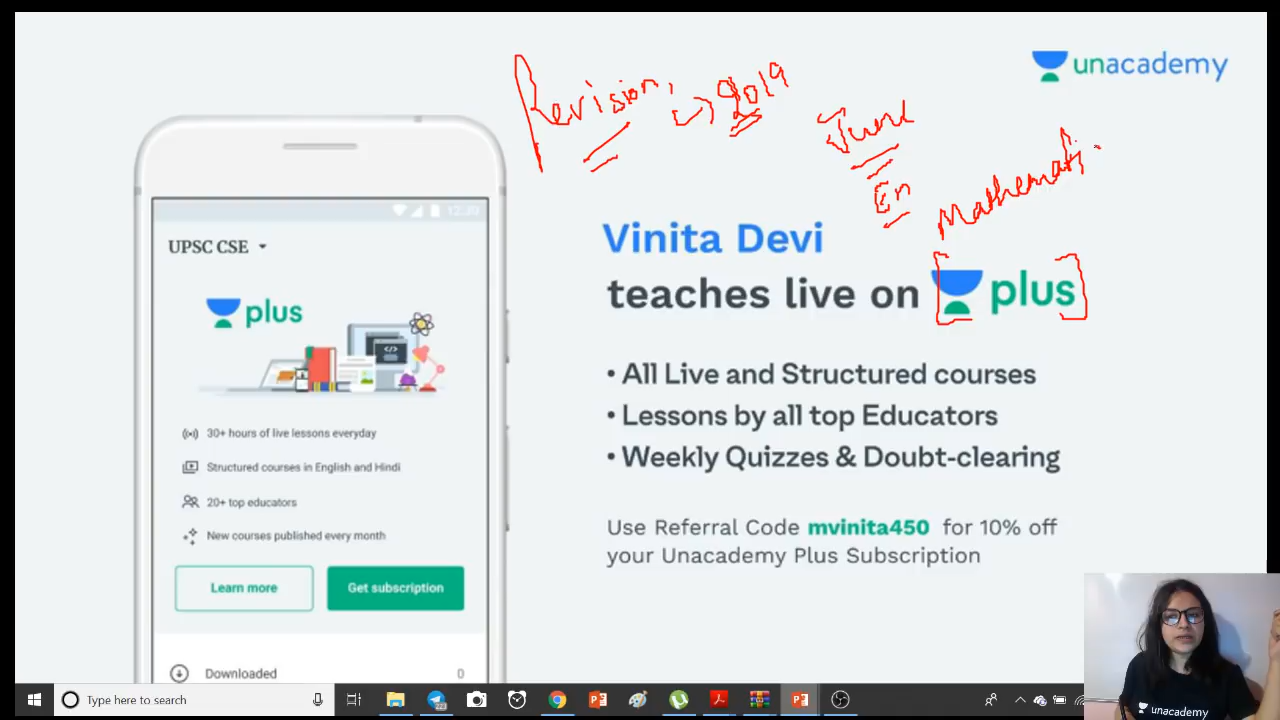 unacademy
Revision, 2019
June
En
Mathemati
12:30
UPSC CSE
plus
30+ hours of live lessons everyday
Structured courses in English and Hindi
20+ top educators
New courses published every month
Learn more
Get subscription
Downloaded 0
Vinita Devi
teaches live on plus
• All Live and Structured courses
• Lessons by all top Educators
• Weekly Quizzes & Doubt-clearing
Use Referral Code mvinita450 for 10% off
your Unacademy Plus Subscription
unacademy
Type here to search